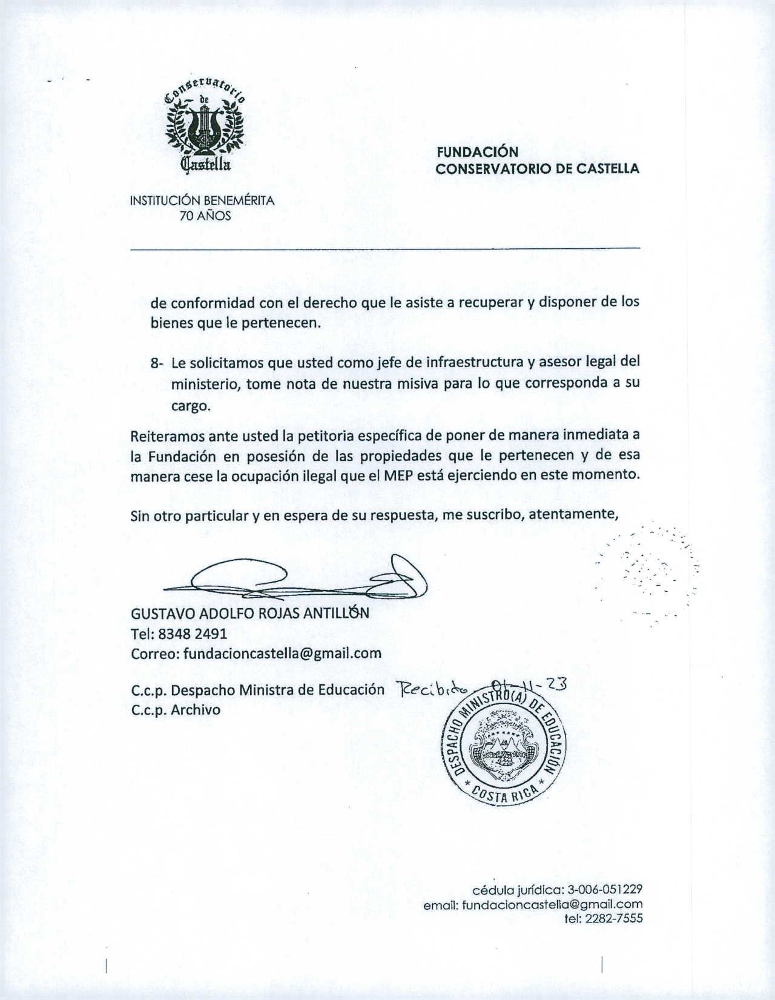 Conservatorio
de
Castella
INSTITUCIÓN BENEMÉRITA
70 AÑOS
FUNDACIÓN
CONSERVATORIO DE CASTELLA
de conformidad con el derecho que le asiste a recuperar y disponer de los
bienes que le pertenecen.
8- Le solicitamos que usted como jefe de infraestructura y asesor legal del
ministerio, tome nota de nuestra misiva para lo que corresponda a su
cargo.
Reiteramos ante usted la petitoria específica de poner de manera inmediata a
la Fundación en posesión de las propiedades que le pertenecen y de esa
manera cese la ocupación ilegal que el MEP está ejerciendo en este momento.
Sin otro particular y en espera de su respuesta, me suscribo, atentamente,
GUSTAVO ADOLFO ROJAS ANTILLÓN
Tel: 8348 2491
Correo: fundacioncastella@gmail.com
C.c.p. Despacho Ministra de Educación Recibido 01-11-23
C.c.p. Archivo
DESPACHO MINISTRO(A) DE EDUCACIÓN
* COSTA RICA *
cédula jurídica: 3-006-051229
email: fundacioncastella@gmail.com
tel: 2282-7555